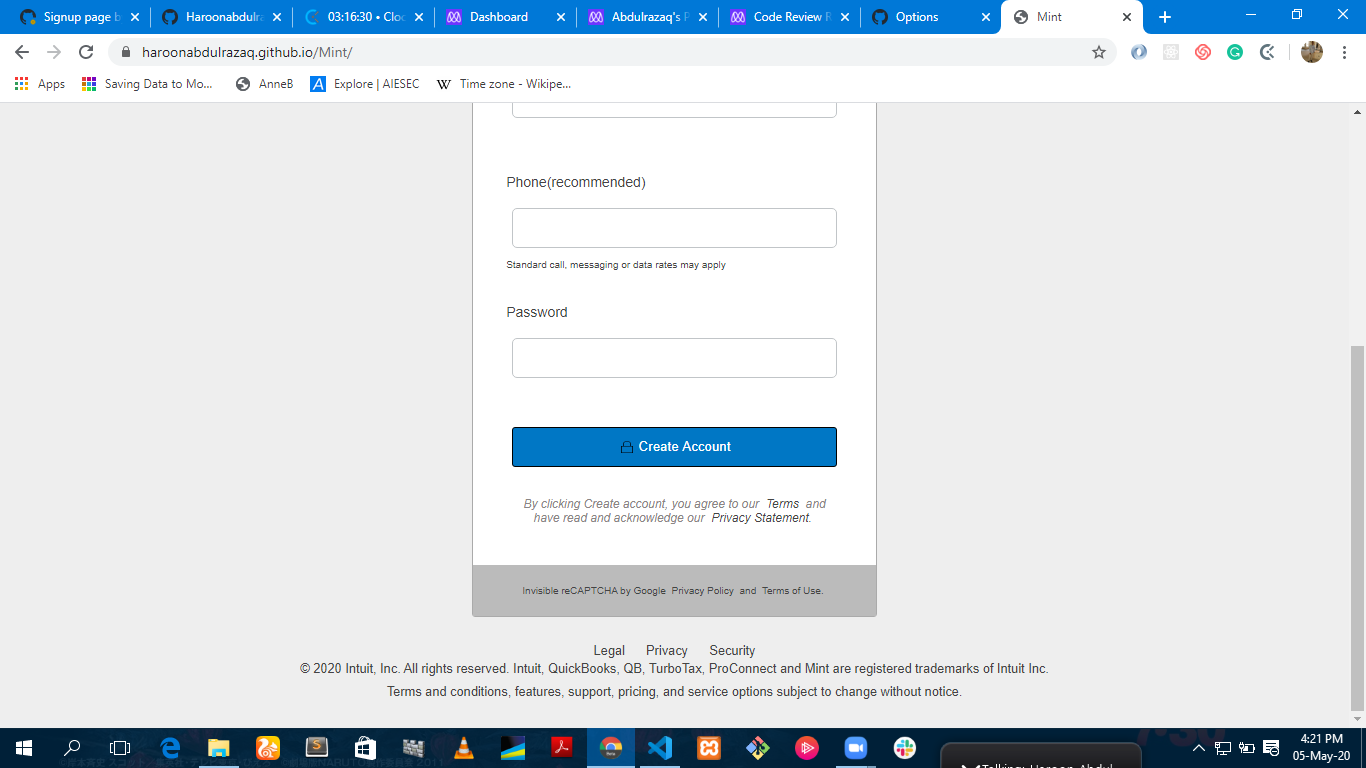 Signup page b
Haroonabdulra
03:16:30 • Cloc
Dashboard
Abdulrazaq's P
Code Review R
Options
Mint
haroonabdulrazaq.github.io/Mint/
Apps
Saving Data to Mo...
AnneB
Explore | AIESEC
Time zone - Wikipe...
Phone(recommended)
Standard call, messaging or data rates may apply
Password
Create Account
By clicking Create account, you agree to our Terms and
have read and acknowledge our Privacy Statement.
Invisible reCAPTCHA by Google Privacy Policy and Terms of Use.
Legal Privacy Security
© 2020 Intuit, Inc. All rights reserved. Intuit, QuickBooks, QB, TurboTax, ProConnect and Mint are registered trademarks of Intuit Inc.
Terms and conditions, features, support, pricing, and service options subject to change without notice.
4:21 PM
05-May-20
Talking: Haroon Abdul